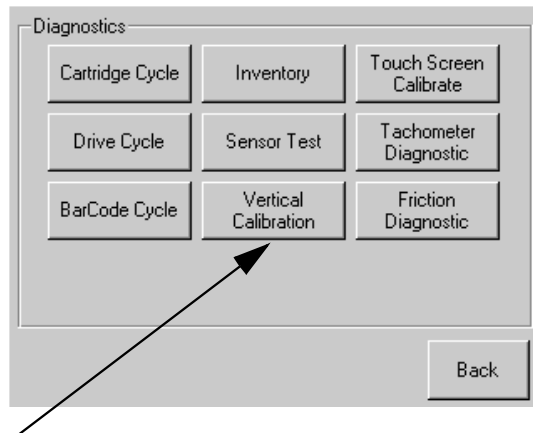 Diagnostics
Cartridge Cycle
Inventory
Touch Screen
Calibrate
Drive Cycle
Sensor Test
Tachometer
Diagnostic
BarCode Cycle
Vertical
Calibration
Friction
Diagnostic
Back